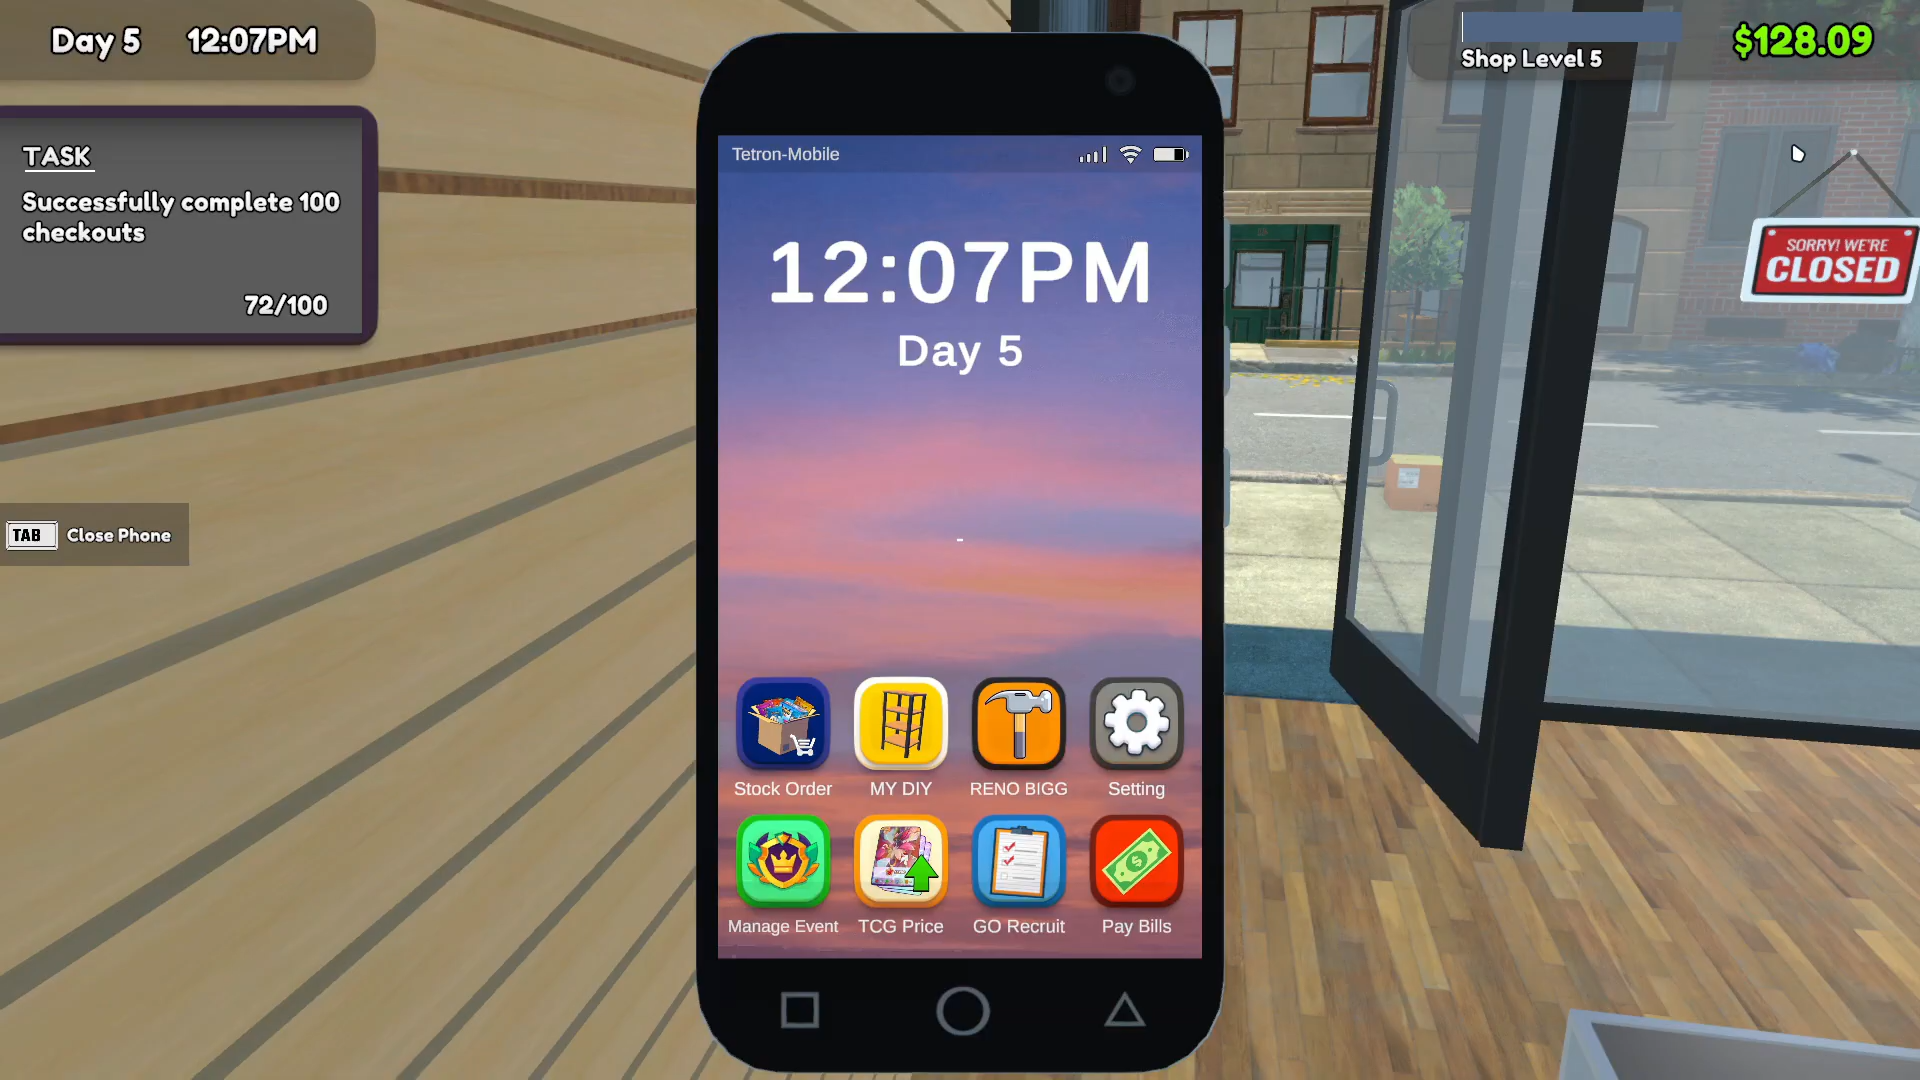 Day 5 12:07PM
Shop Level 5
$128.09
TASK
Successfully complete 100
checkouts
72/100
TAB Close Phone
Tetron-Mobile
12:07PM
Day 5
Stock Order MY DIY RENO BIGG Setting
Manage Event TCG Price GO Recruit Pay Bills
SORRY! WE'RE
CLOSED